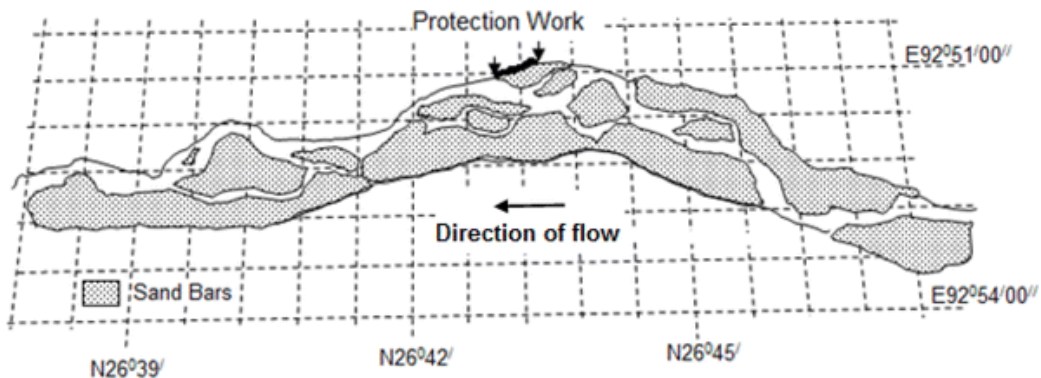 Protection Work
E92⁰51/00//
Direction of flow
Sand Bars
E92⁰54/00//
N26⁰39/
N26⁰42/
N26⁰45/